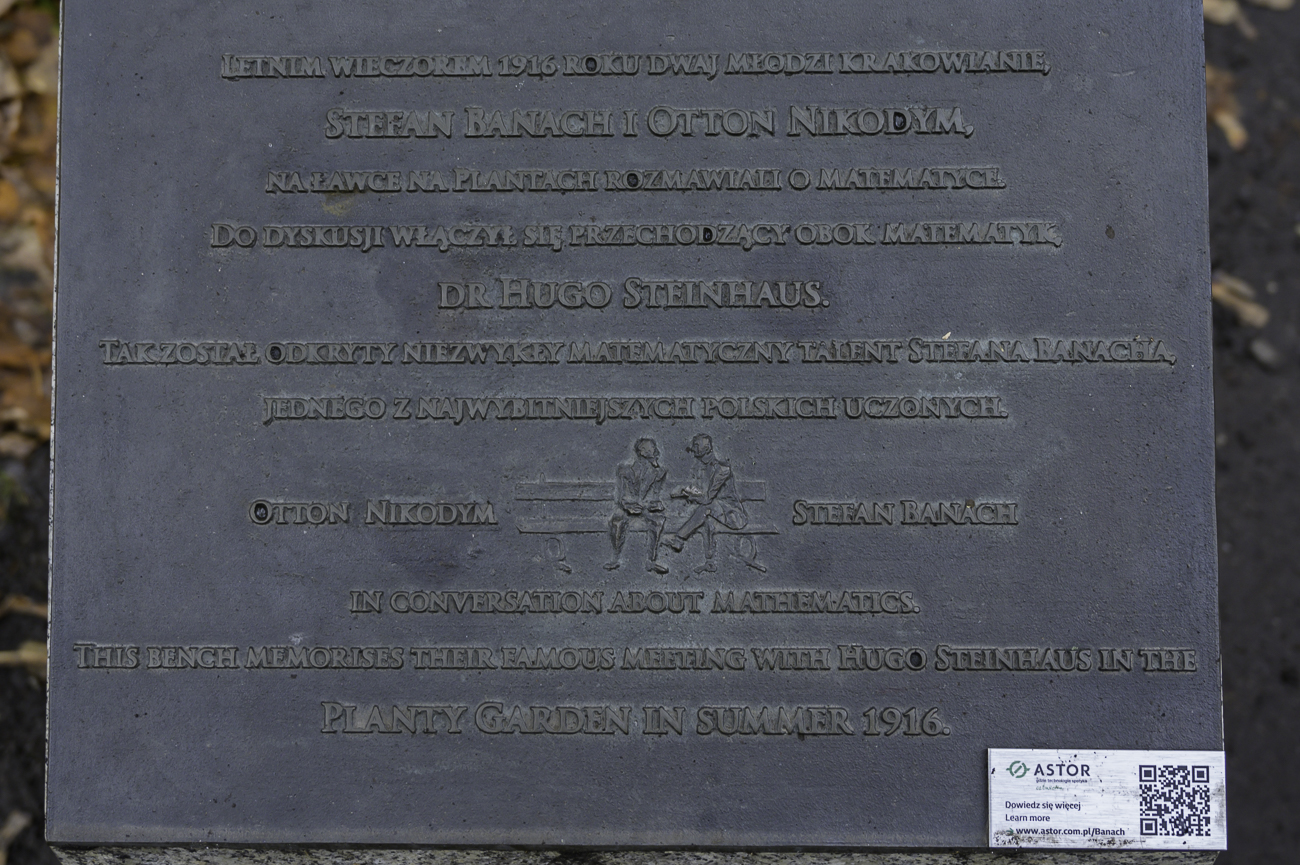 Letnim wieczorem 1916 roku dwaj młodzi krakowianie,
Stefan Banach i Otton Nikodym,
na ławce na Plantach rozmawiali o matematyce.
Do dyskusji włączył się przechodzący obok matematyk,
dr Hugo Steinhaus.
Tak został odkryty niezwykły matematyczny talent Stefana Banacha,
jednego z najwybitniejszych polskich uczonych.
Otton Nikodym Stefan Banach
in conversation about mathematics.
This bench memorises their famous meeting with Hugo Steinhaus in the
Planty Garden in summer 1916.
ASTOR
gdzie technologia spotyka
Dowiedz się więcej
Learn more
www.astor.com.pl/Banach